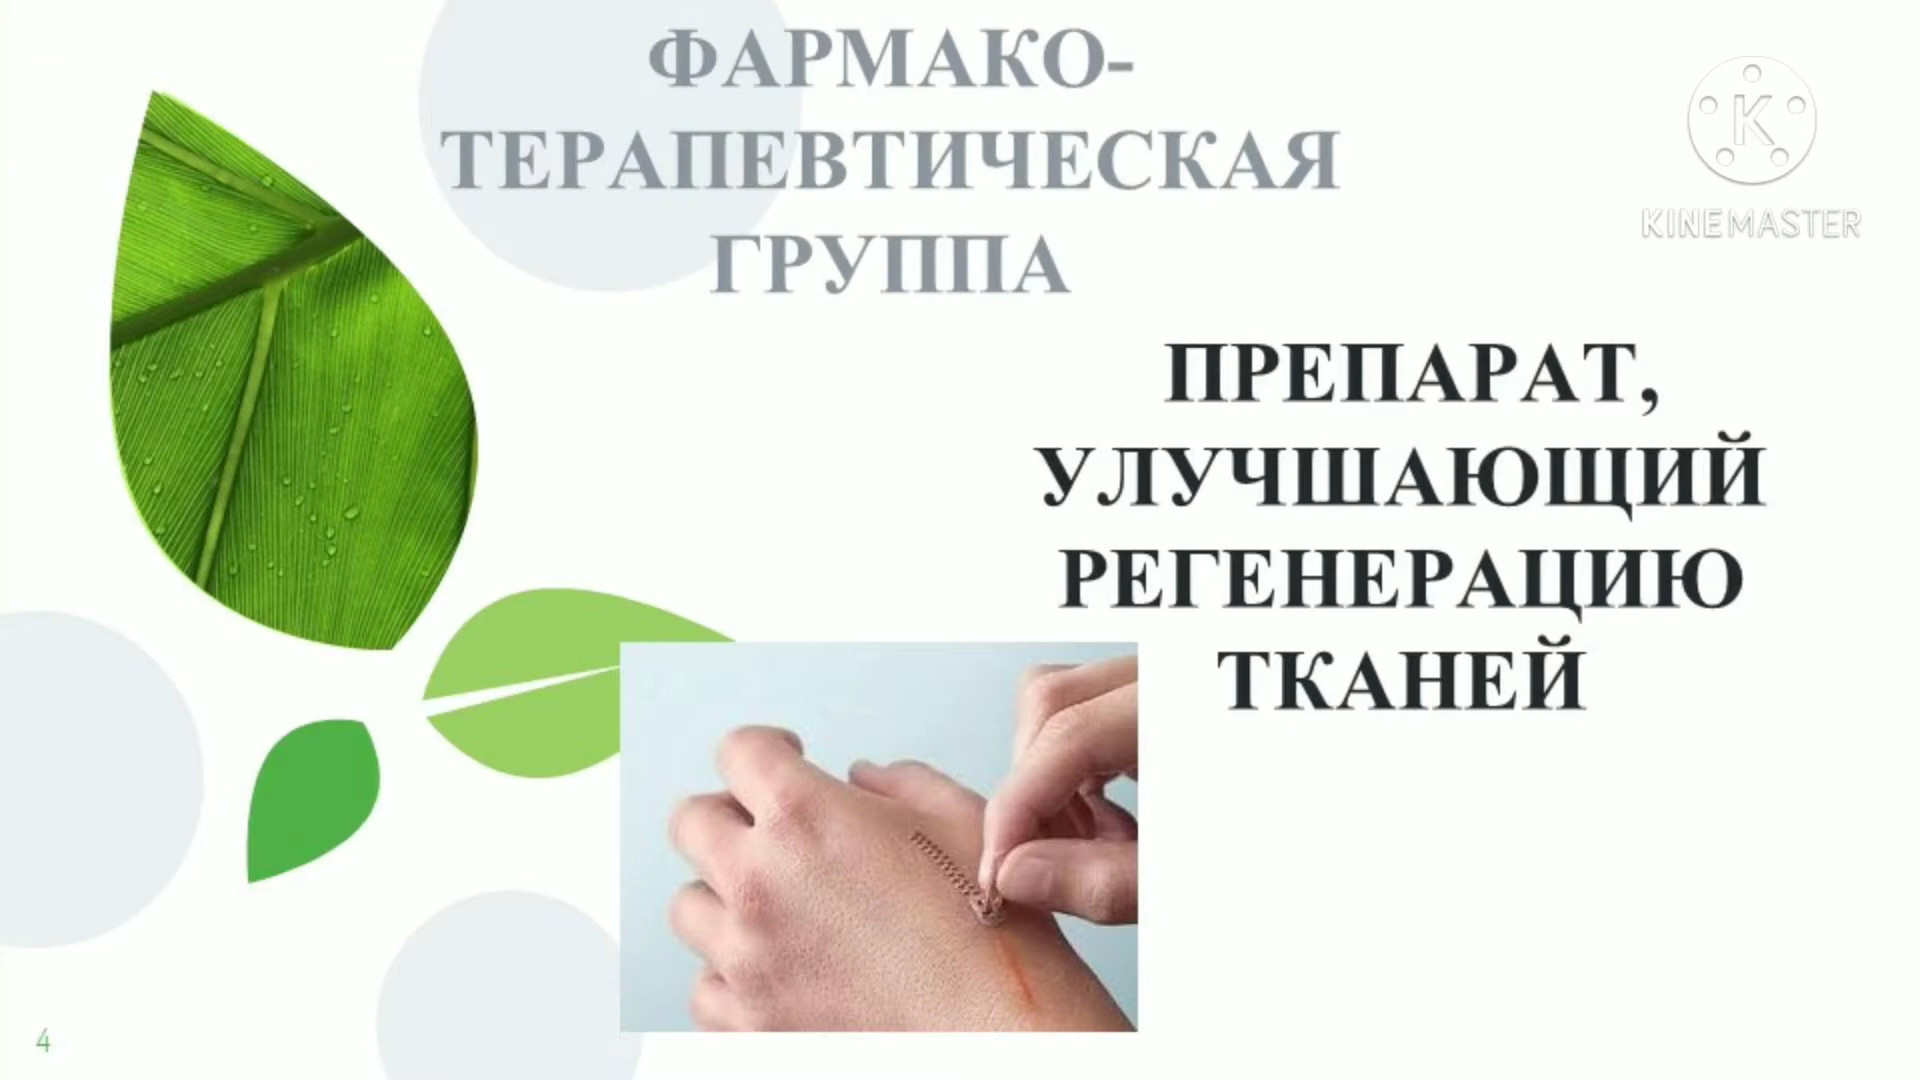 ФАРМАКО-
ТЕРАПЕВТИЧЕСКАЯ
ГРУППА
K
KINEMASTER
ПРЕПАРАТ,
УЛУЧШАЮЩИЙ
РЕГЕНЕРАЦИЮ
ТКАНЕЙ
4